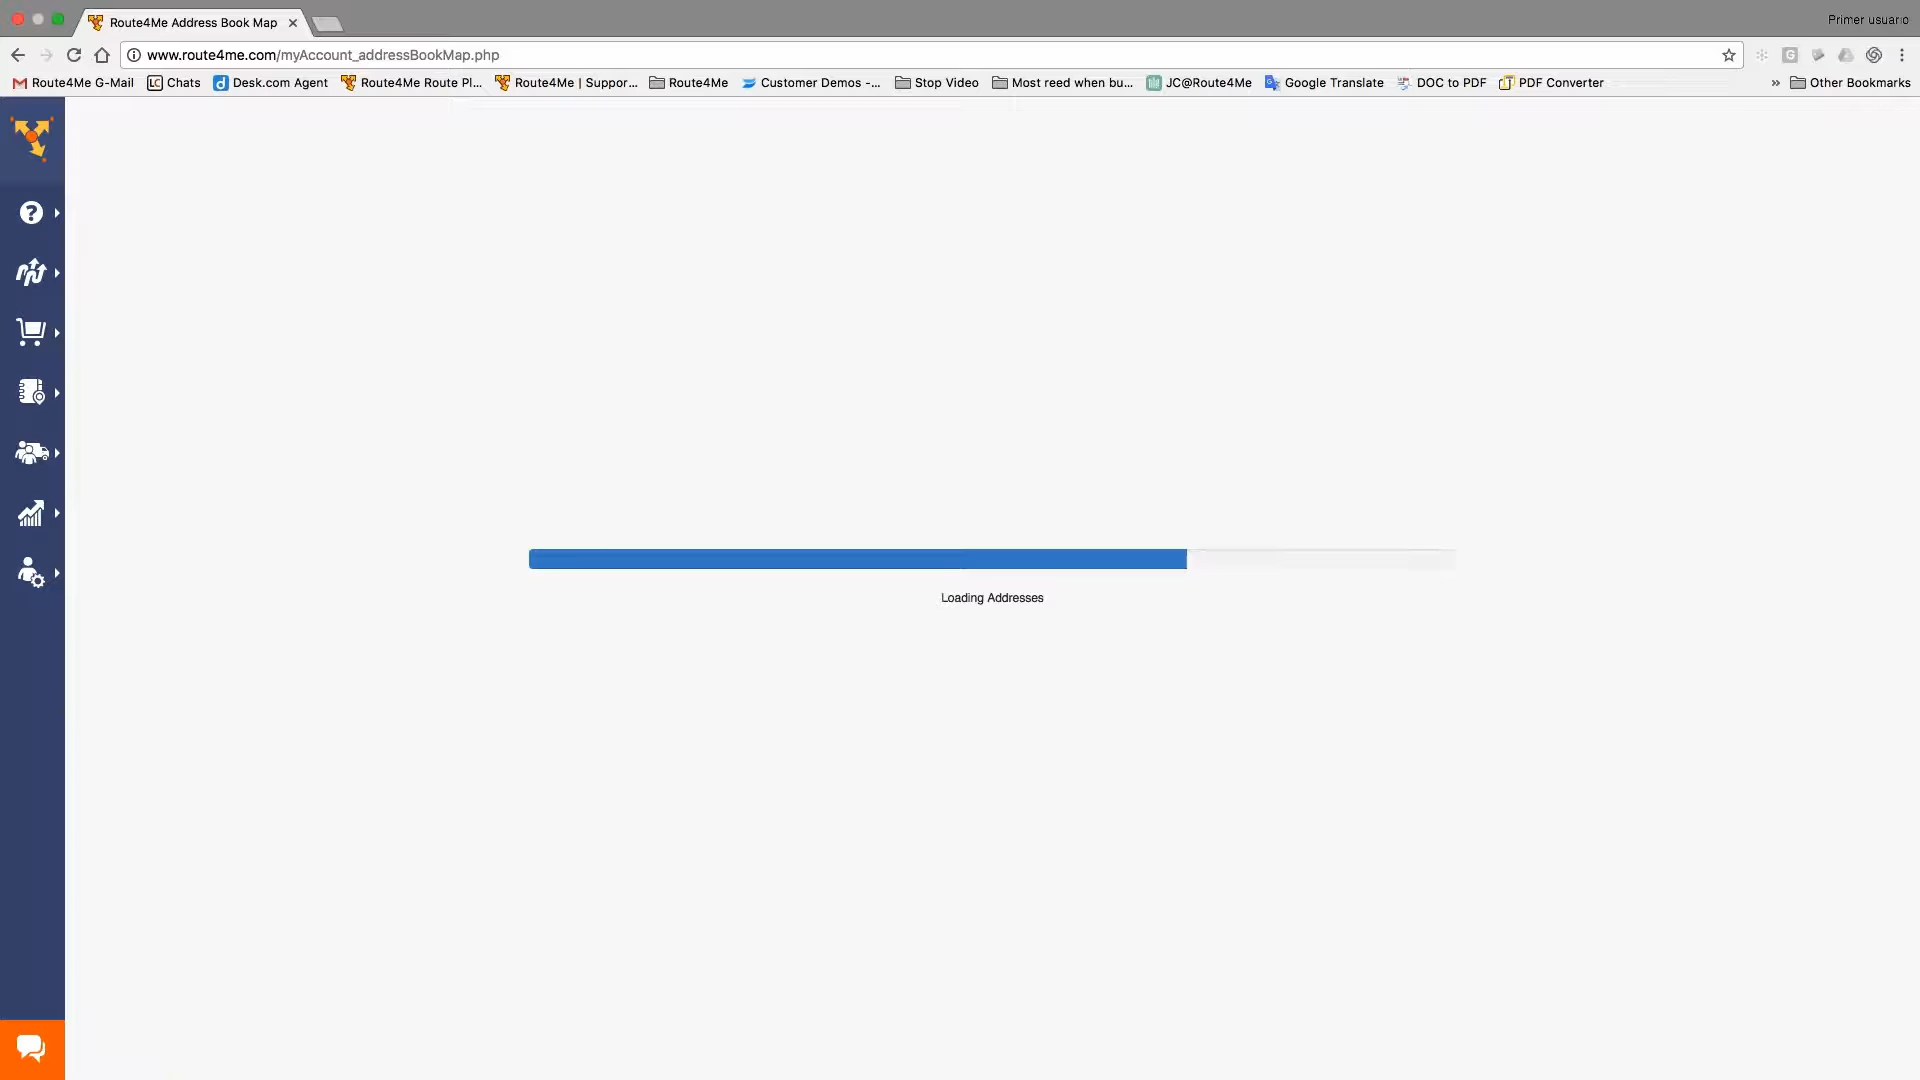 Route4Me Address Book Map
Primer usuario
www.route4me.com/myAccount_addressBookMap.php
Route4Me G-Mail LC Chats d Desk.com Agent Route4Me Route Pl... Route4Me | Suppor... Route4Me Customer Demos -... Stop Video Most reed when bu... JC@Route4Me Google Translate DOC to PDF PDF Converter » Other Bookmarks
Loading Addresses